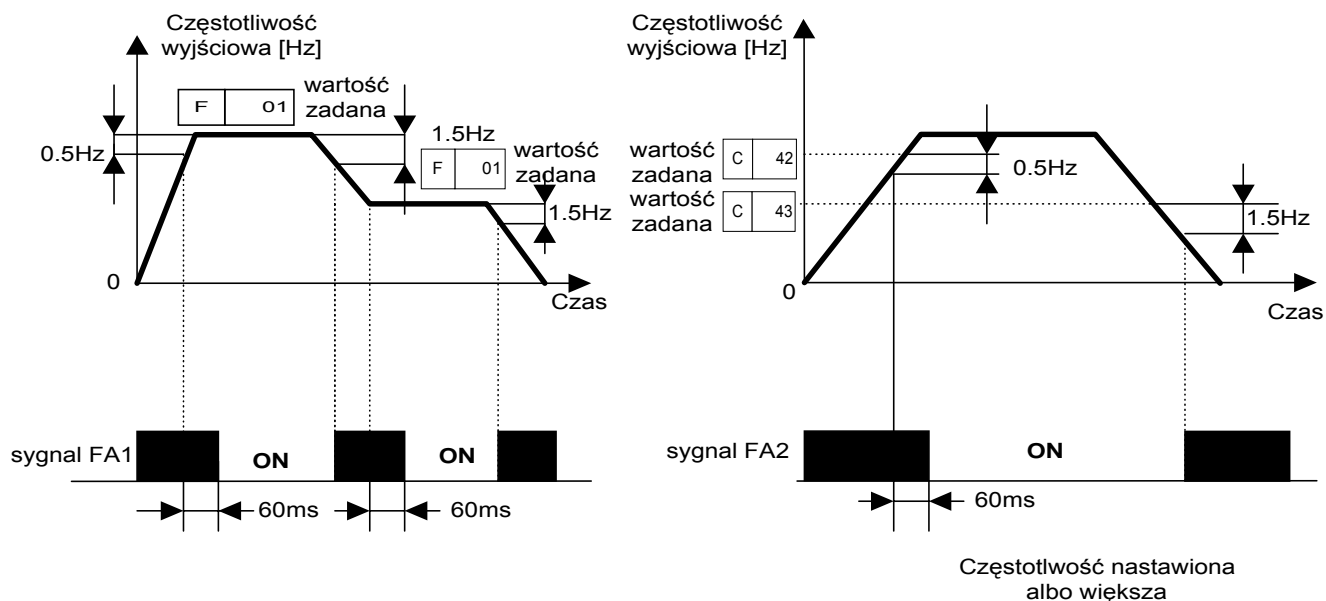 Częstotliwość
wyjściowa [Hz]
F 01
wartość
zadana
0.5Hz
1.5Hz
F 01
wartość
zadana
1.5Hz
0
Czas
sygnal FA1
ON
ON
60ms
60ms
Częstotliwość
wyjściowa [Hz]
wartość
zadana
C 42
0.5Hz
wartość
zadana
C 43
1.5Hz
0
Czas
sygnal FA2
ON
60ms
Częstotlwość nastawiona
albo większa